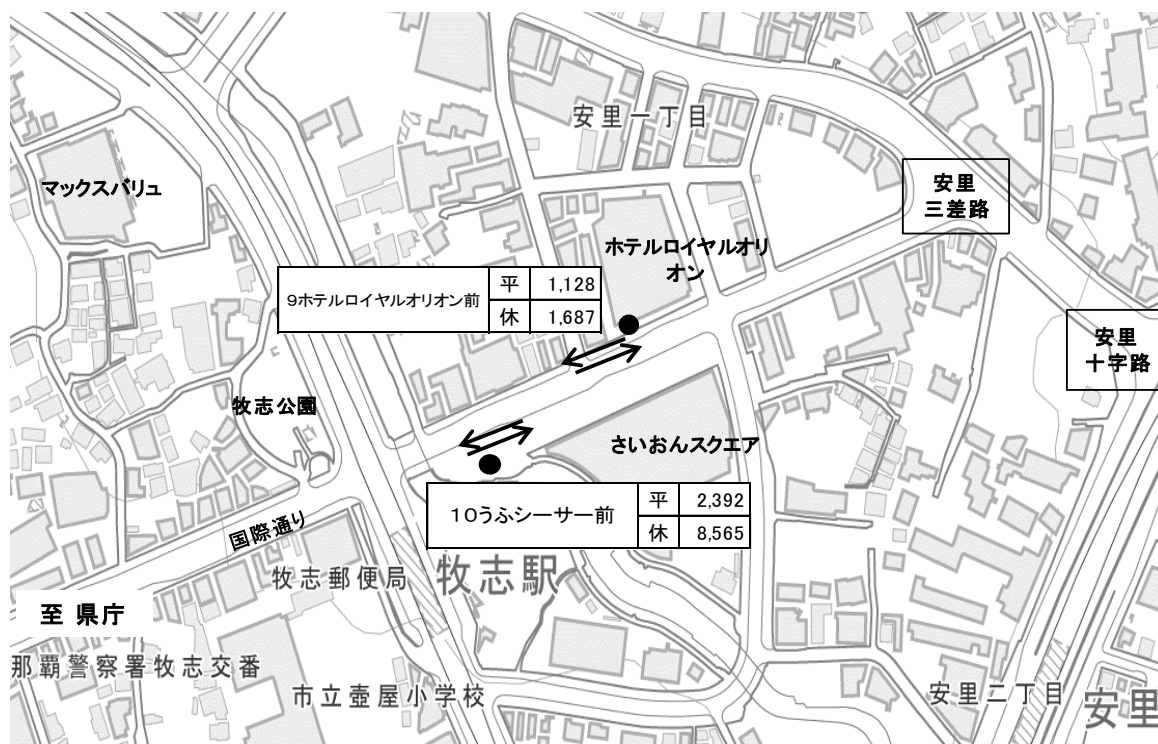 安里一丁目
マックスバリュ
安里
三差路
ホテルロイヤルオリ
オン
9ホテルロイヤルオリオン前
平 1,128
休 1,687
安里
十字路
牧志公園
さいおんスクエア
10うふシーサー前
平 2,392
休 8,565
国際通り
牧志郵便局
牧志駅
至 県庁
那覇警察署牧志交番
市立壺屋小学校
安里二丁目
安里